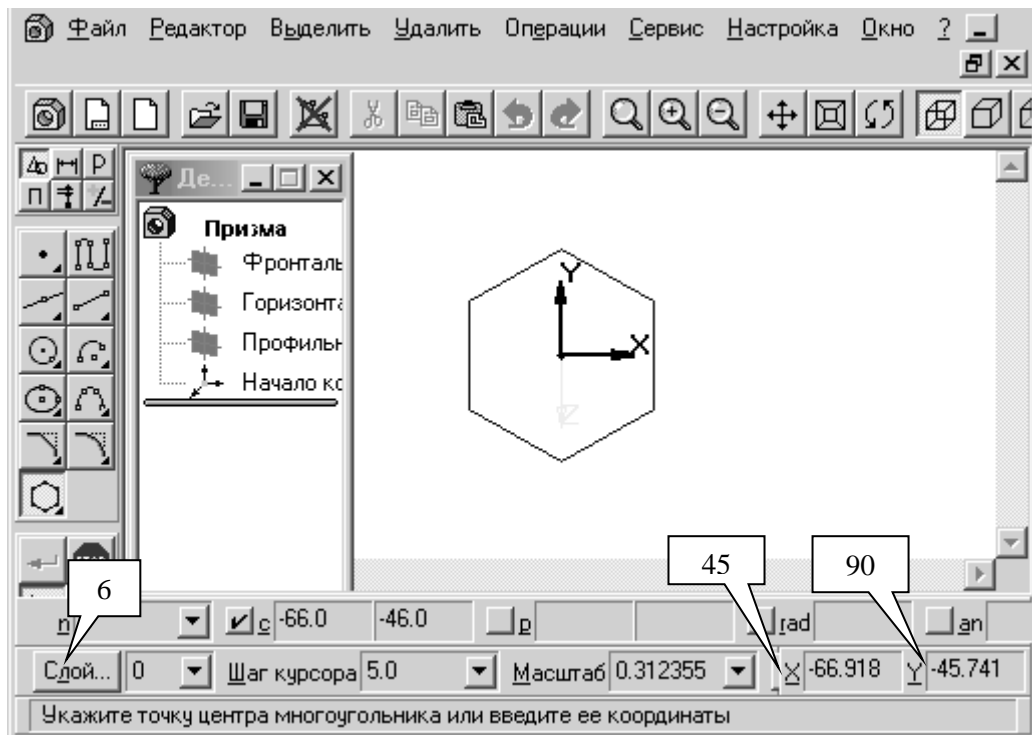 Файл Редактор Выделить Удалить Операции Сервис Настройка Окно ?
Р
П
Де...
Призма
Фронталь
Горизонта
Профильн
Начало ко
Y
X
Z
6
45
90
n c -66.0 -46.0 p rad an
Слой... 0 Шаг курсора 5.0 Масштаб 0.312355 X -66.918 Y -45.741
Укажите точку центра многоугольника или введите ее координаты